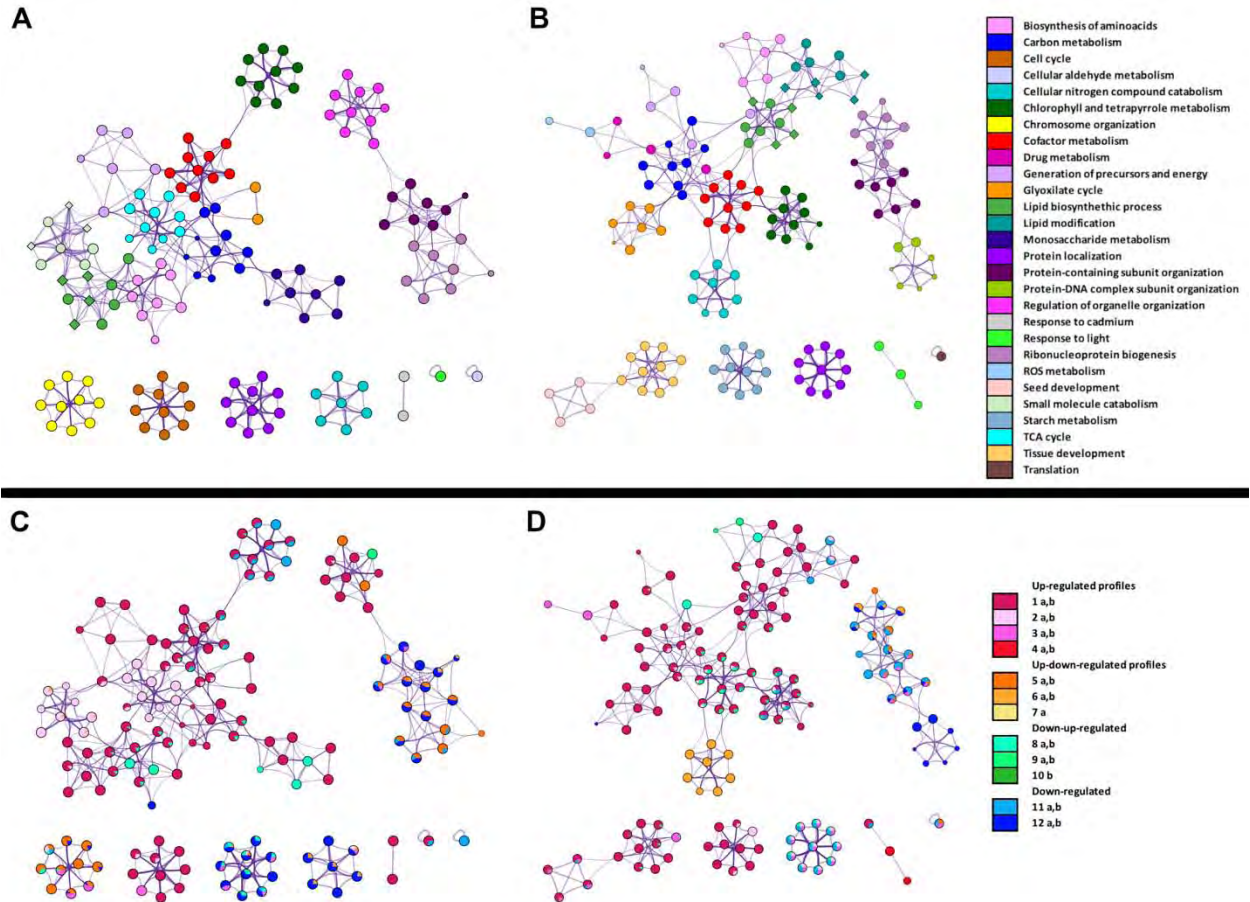 A
B
Biosynthesis of aminoacids
Carbon metabolism
Cell cycle
Cellular aldehyde metabolism
Cellular nitrogen compound catabolism
Chlorophyll and tetrapyrrole metabolism
Chromosome organization
Cofactor metabolism
Drug metabolism
Generation of precursors and energy
Glyoxilate cycle
Lipid biosynthethic process
Lipid modification
Monosaccharide metabolism
Protein localization
Protein-containing subunit organization
Protein-DNA complex subunit organization
Regulation of organelle organization
Response to cadmium
Response to light
Ribonucleoprotein biogenesis
ROS metabolism
Seed development
Small molecule catabolism
Starch metabolism
TCA cycle
Tissue development
Translation
C
D
Up-regulated profiles
1 a,b
2 a,b
3 a,b
4 a,b
Up-down-regulated profiles
5 a,b
6 a,b
7 a
Down-up-regulated
8 a,b
9 a,b
10 b
Down-regulated
11 a,b
12 a,b